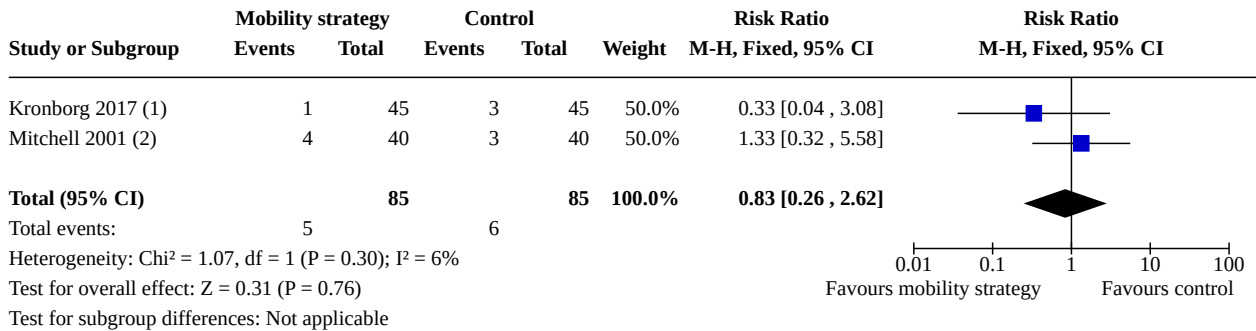 Mobility strategy Control Risk Ratio Risk Ratio
Study or Subgroup Events Total Events Total Weight M-H, Fixed, 95% CI M-H, Fixed, 95% CI
Kronborg 2017 (1) 1 45 3 45 50.0% 0.33 [0.04 , 3.08]
Mitchell 2001 (2) 4 40 3 40 50.0% 1.33 [0.32 , 5.58]
Total (95% CI) 85 85 100.0% 0.83 [0.26 , 2.62]
Total events: 5 6
Heterogeneity: Chi² = 1.07, df = 1 (P = 0.30); I² = 6%
0.01 0.1 1 10 100
Test for overall effect: Z = 0.31 (P = 0.76) Favours mobility strategy Favours control
Test for subgroup differences: Not applicable